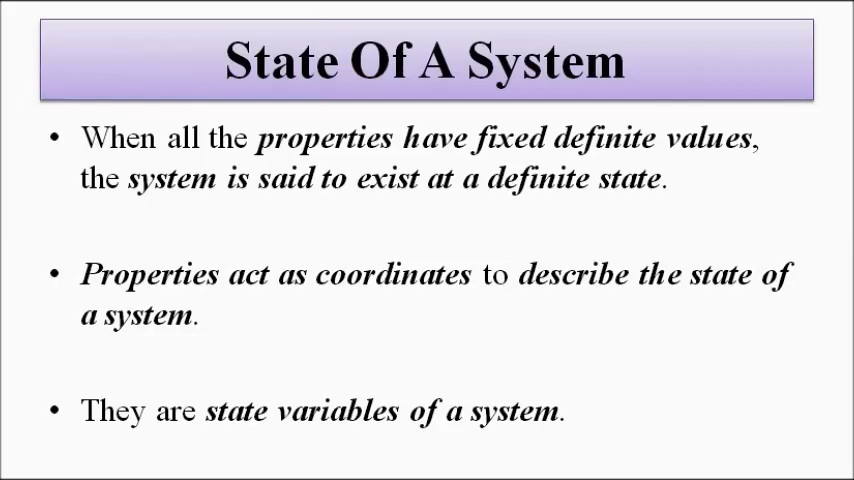 State Of A System
• When all the properties have fixed definite values,
the system is said to exist at a definite state.
• Properties act as coordinates to describe the state of
a system.
• They are state variables of a system.